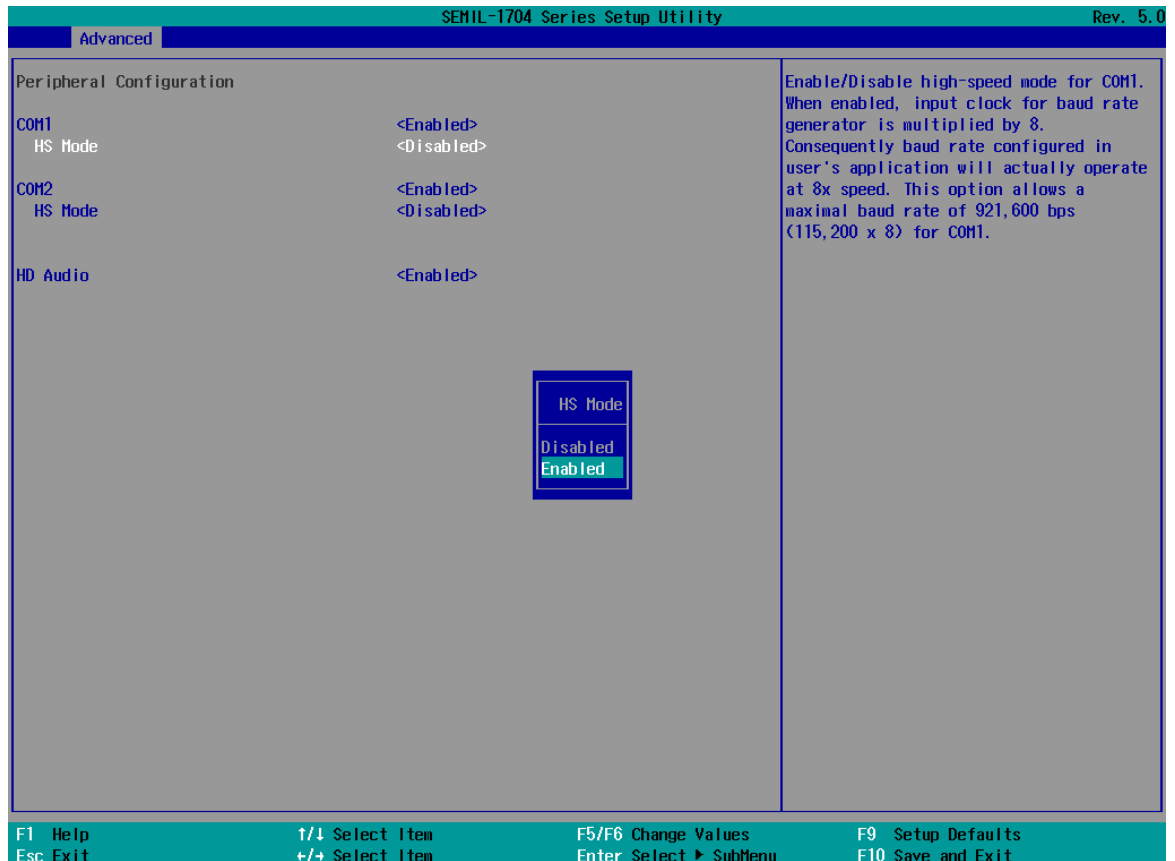 SEMIL-1704 Series Setup Utility Rev. 5.0
Advanced
Peripheral Configuration
COM1 <Enabled>
HS Mode <Disabled>
COM2 <Enabled>
HS Mode <Disabled>
HD Audio <Enabled>
Enable/Disable high-speed mode for COM1.
When enabled, input clock for baud rate
generator is multiplied by 8.
Consequently baud rate configured in
user's application will actually operate
at 8x speed. This option allows a
maximal baud rate of 921,600 bps
(115,200 x 8) for COM1.
HS Mode
Disabled
Enabled
F1 Help ↑/↓ Select Item F5/F6 Change Values F9 Setup Defaults
Esc Exit ←/→ Select Item Enter Select ▶ SubMenu F10 Save and Exit